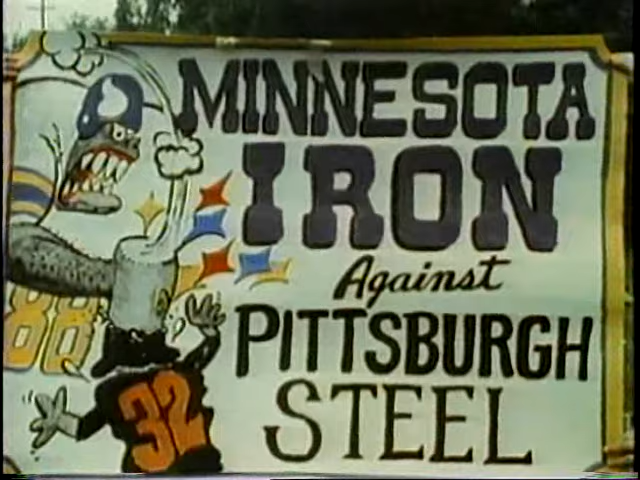 MINNESOTA
IRON
Against
PITTSBURGH
STEEL
88
32